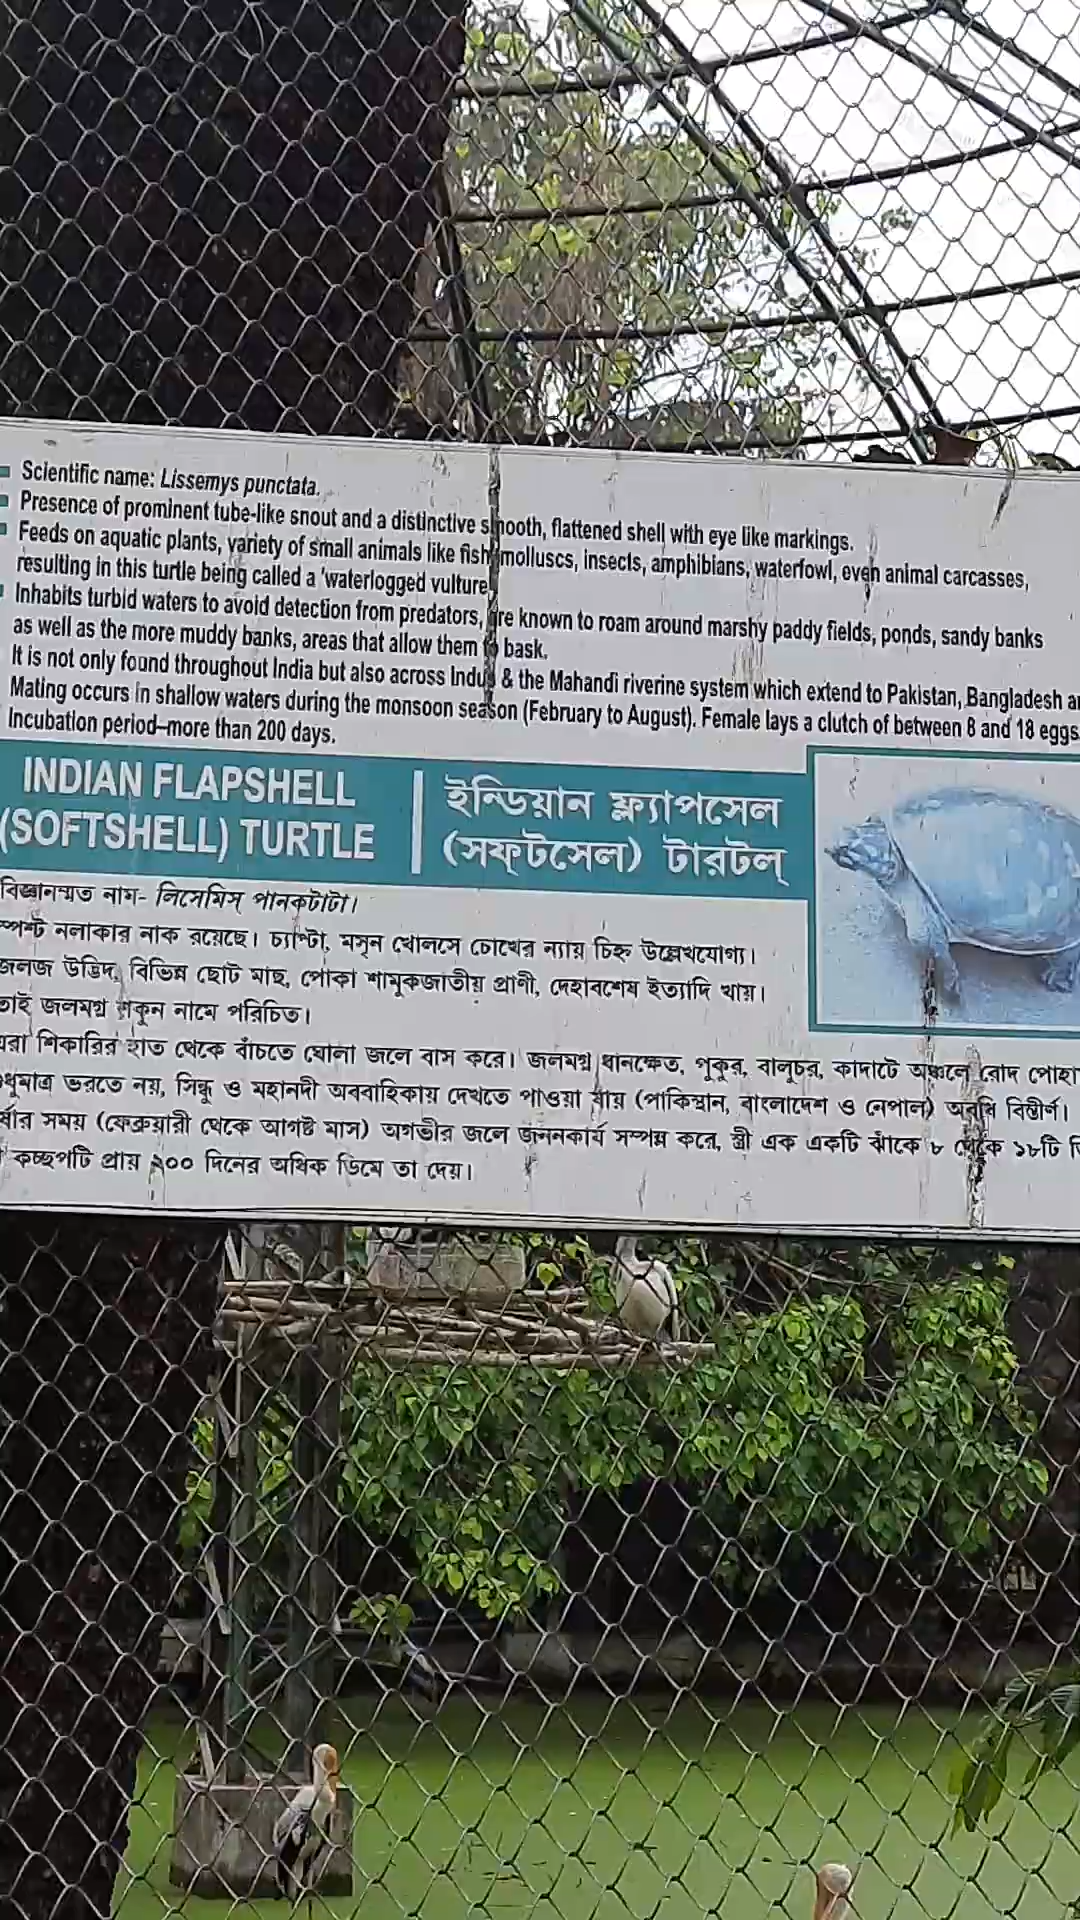 Scientific name: Lissemys punctata.
Presence of prominent tube-like snout and a distinctive smooth, flattened shell with eye like markings.
Feeds on aquatic plants, variety of small animals like fish, molluscs, insects, amphibians, waterfowl, even animal carcasses,
resulting in this turtle being called a 'waterlogged vulture'
Inhabits turbid waters to avoid detection from predators, are known to roam around marshy paddy fields, ponds, sandy banks
as well as the more muddy banks, areas that allow them to bask.
It is not only found throughout India but also across Indus & the Mahandi riverine system which extend to Pakistan, Bangladesh
Mating occurs in shallow waters during the monsoon season (February to August). Female lays a clutch of between 8 and 18 eggs
Incubation period–more than 200 days.
INDIAN FLAPSHELL
(SOFTSHELL) TURTLE
ইন্ডিয়ান ফ্ল্যাপসেল
(সফ্‌টসেল) টারটল্‌
বিজ্ঞানসম্মত নাম- লিসেমিস্ পানকটাটা।
নলাকার নাক রয়েছে। চ্যাপ্টা, মসৃন খোলসে চোখের ন্যায় চিহ্ন উল্লেখযোগ্য।
জলজ উদ্ভিদ, বিভিন্ন ছোট মাছ, পোকা শামুকজাতীয় প্রাণী, দেহাবশেষ ইত্যাদি খায়।
তাই জলমগ্ন শকুন নামে পরিচিত।
শিকারির হাত থেকে বাঁচতে ঘোলা জলে বাস করে। জলমগ্ন ধানক্ষেত, পুকুর, বালুচর, কাদাটে অঞ্চলে রোদ
ভরতে নয়, সিন্ধু ও মহানদী অববাহিকায় দেখতে পাওয়া যায় (পাকিস্থান, বাংলাদেশ ও নেপাল) অবধি বিস্তীর্ণ।
সময় (ফেব্রুয়ারী থেকে আগষ্ট মাস) অগভীর জলে জননকার্য সম্পন্ন করে, স্ত্রী এক একটি ঝাঁকে ৮ থেকে ১৮টি
কচ্ছপটি প্রায় ২০০ দিনের অধিক ডিমে তা দেয়।